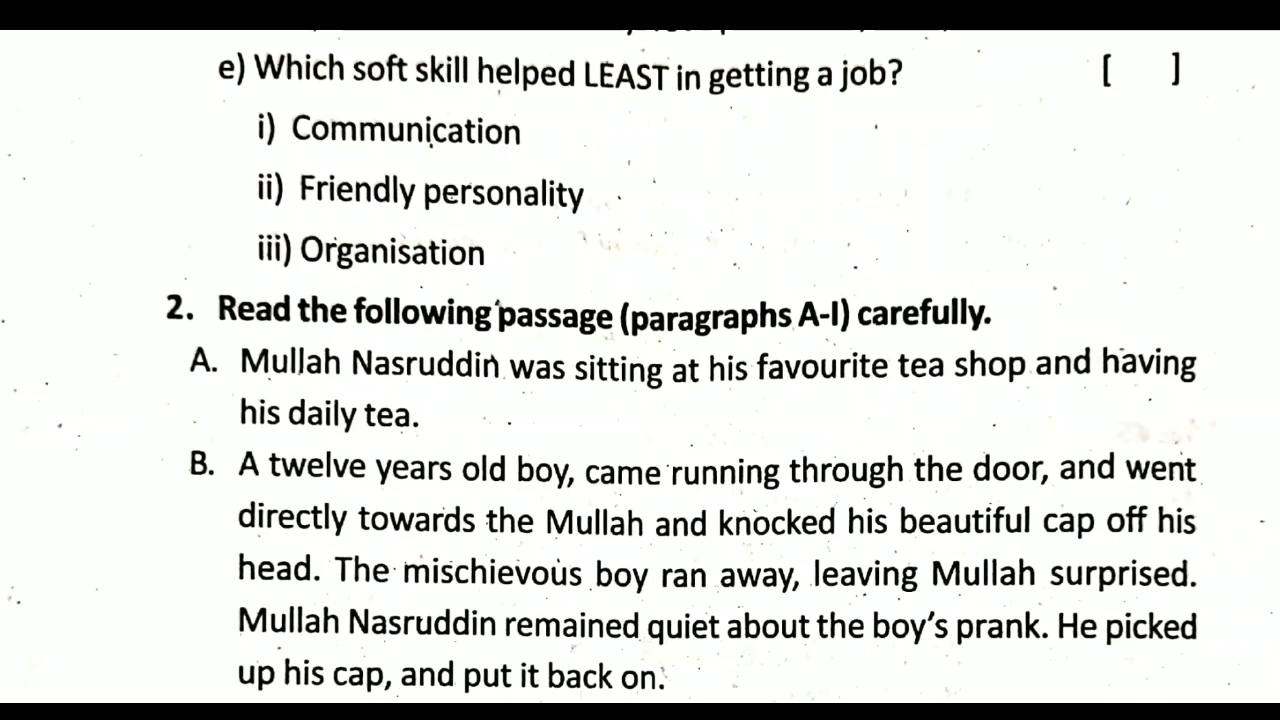 e) Which soft skill helped LEAST in getting a job? [ ]
i) Communication
ii) Friendly personality
iii) Organisation
2. Read the following passage (paragraphs A-I) carefully.
A. Mullah Nasruddin was sitting at his favourite tea shop and having
his daily tea.
B. A twelve years old boy, came running through the door, and went
directly towards the Mullah and knocked his beautiful cap off his
head. The mischievous boy ran away, leaving Mullah surprised.
Mullah Nasruddin remained quiet about the boy's prank. He picked
up his cap, and put it back on.